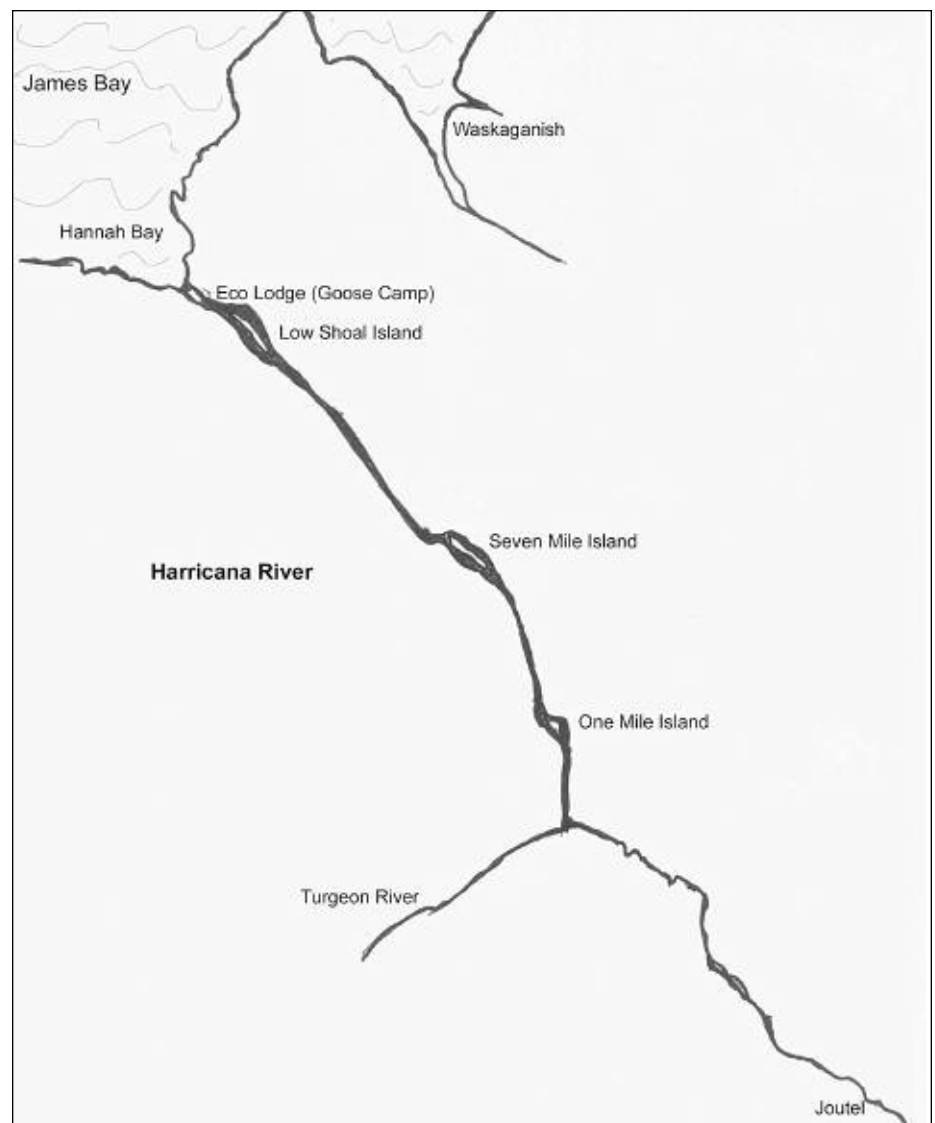 James Bay
Waskaganish
Hannah Bay
Eco Lodge (Goose Camp)
Low Shoal Island
Seven Mile Island
Harricana River
One Mile Island
Turgeon River
Joutel